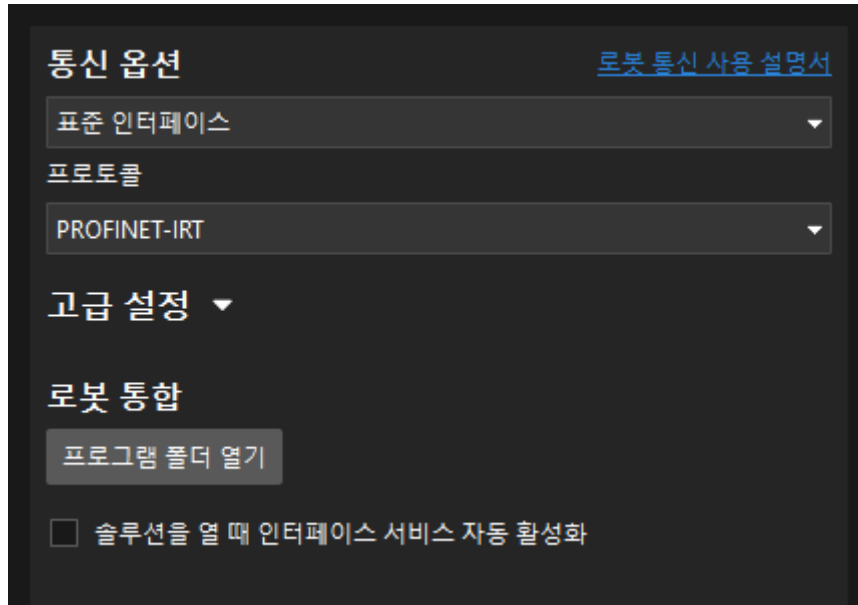 통신 옵션 로봇 통신 사용 설명서
표준 인터페이스
프로토콜
PROFINET-IRT
고급 설정
로봇 통합
프로그램 폴더 열기
솔루션을 열 때 인터페이스 서비스 자동 활성화